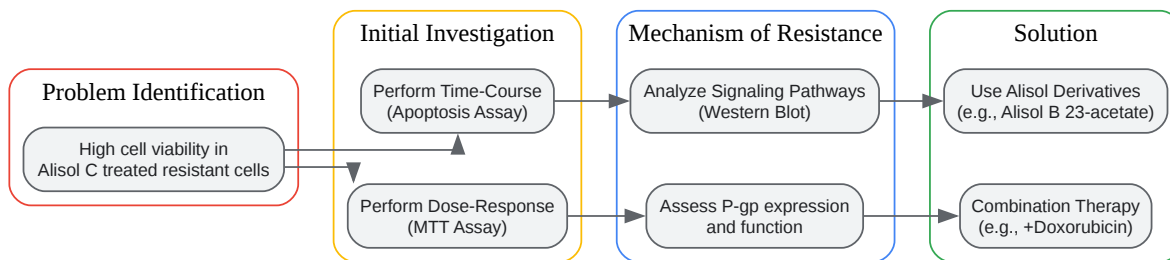 Problem Identification
High cell viability in
Alisol C treated resistant cells
Initial Investigation
Perform Time-Course
(Apoptosis Assay)
Perform Dose-Response
(MTT Assay)
Mechanism of Resistance
Analyze Signaling Pathways
(Western Blot)
Assess P-gp expression
and function
Solution
Use Alisol Derivatives
(e.g., Alisol B 23-acetate)
Combination Therapy
(e.g., +Doxorubicin)